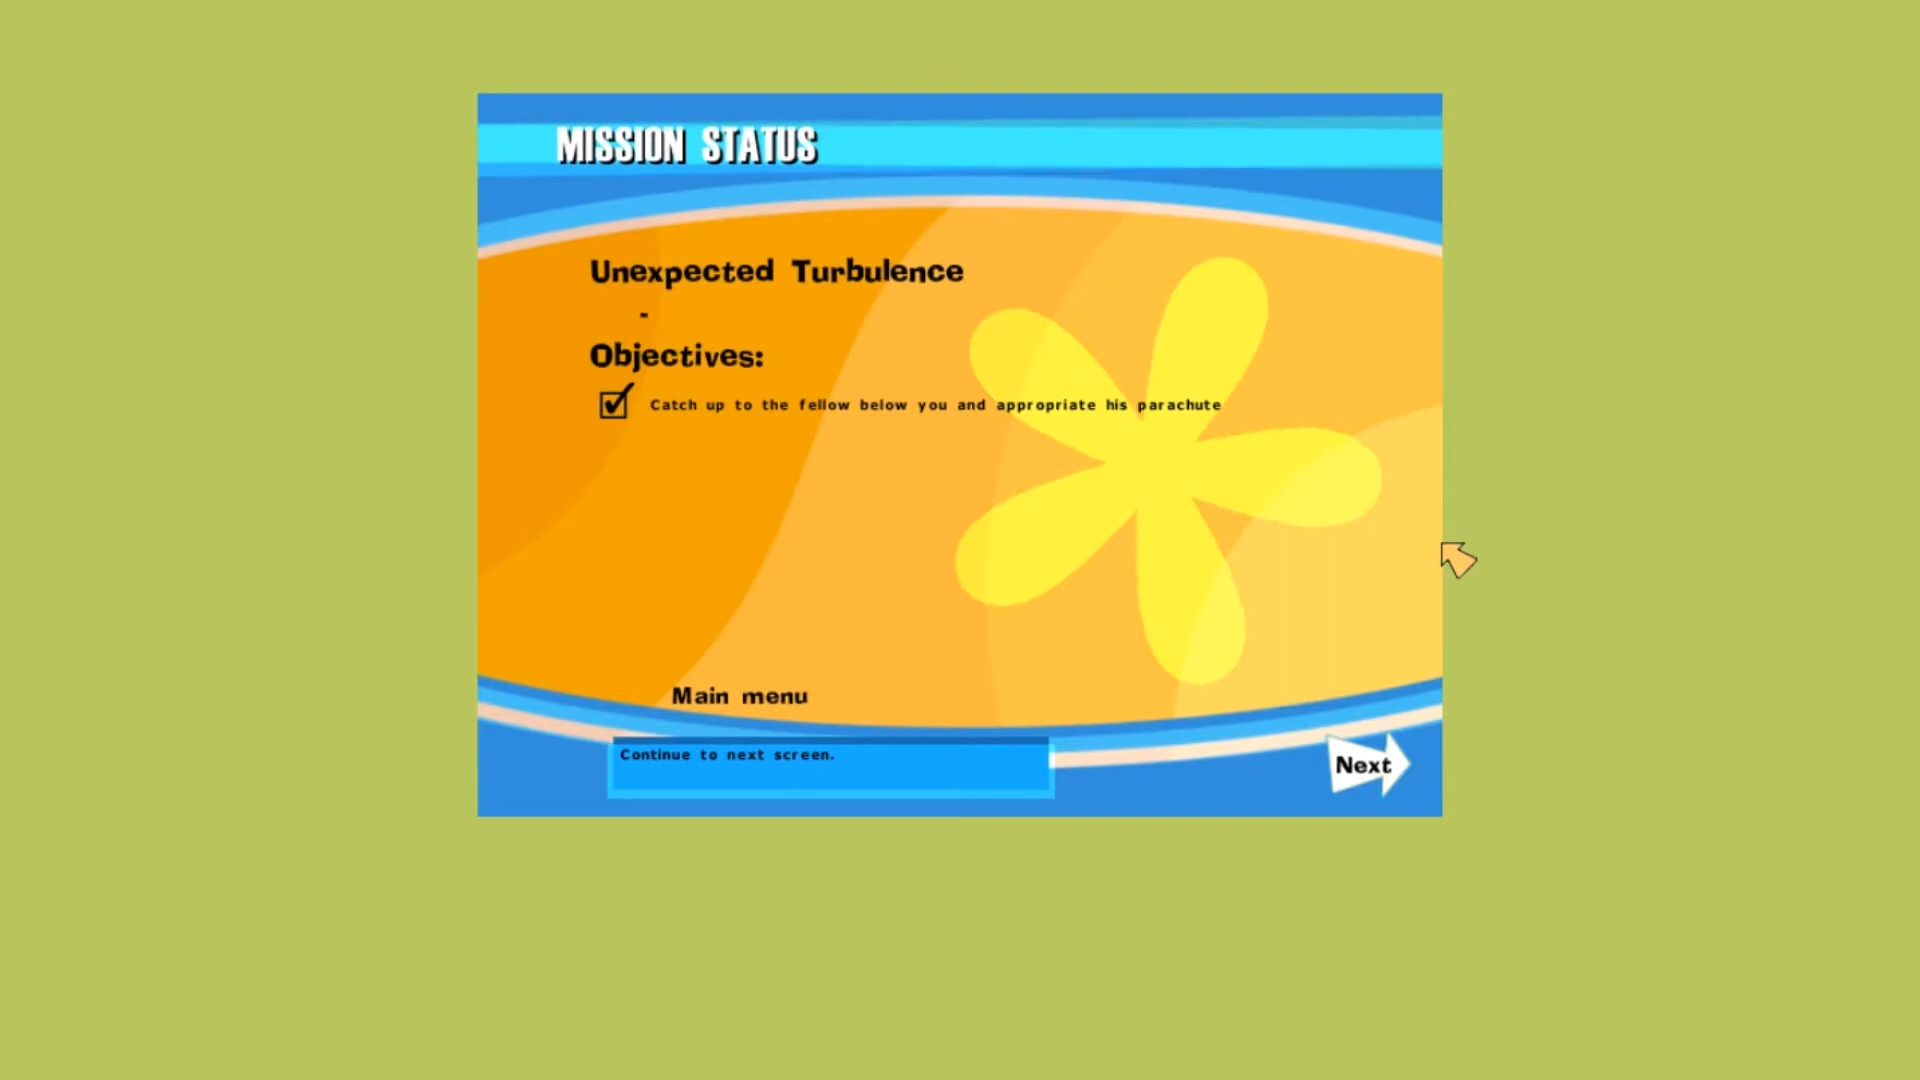 MISSION STATUS
Unexpected Turbulence
-
Objectives:
Catch up to the fellow below you and appropriate his parachute
Main menu
Continue to next screen.
Next